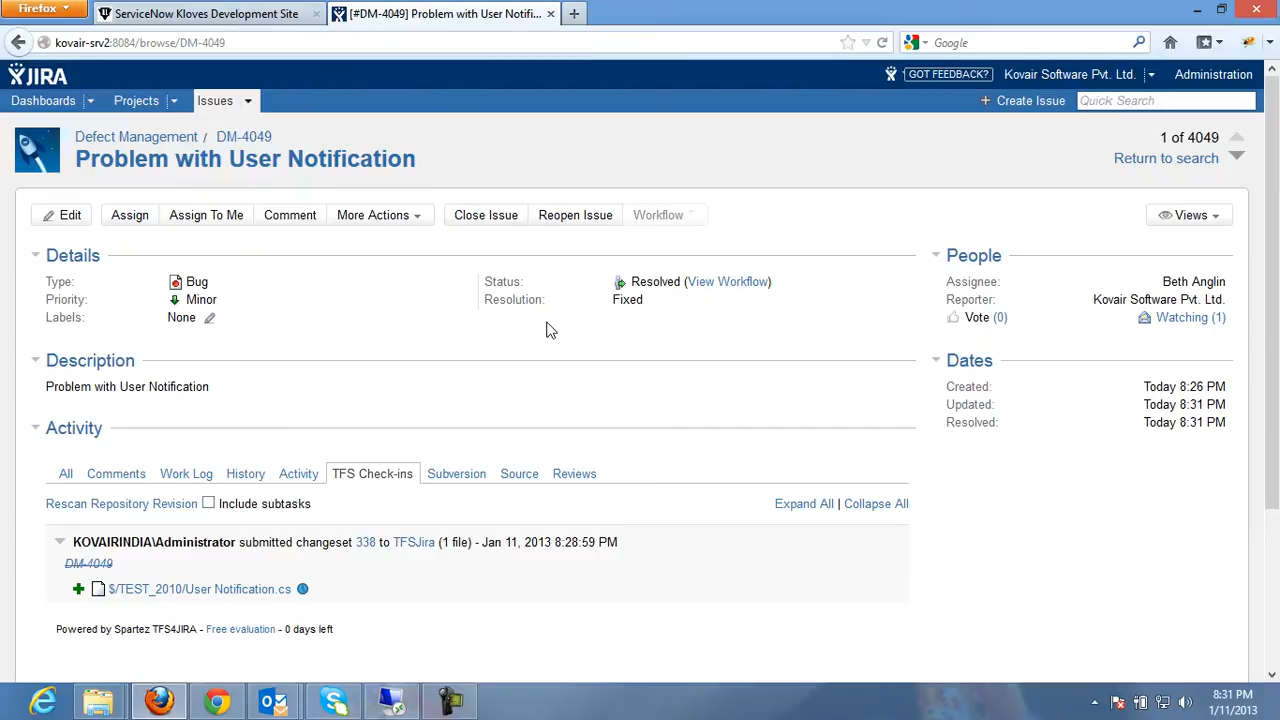 Firefox
ServiceNow Kloves Development Site
[#DM-4049] Problem with User Notifi...
kovair-srv2:8084/browse/DM-4049
Google
JIRA
GOT FEEDBACK?
Kovair Software Pvt. Ltd.
Administration
Dashboards
Projects
Issues
Create Issue
Quick Search
Defect Management / DM-4049
Problem with User Notification
1 of 4049
Return to search
Edit
Assign
Assign To Me
Comment
More Actions
Close Issue
Reopen Issue
Workflow
Views
Details
Type: Bug
Priority: Minor
Labels: None
Status: Resolved (View Workflow)
Resolution: Fixed
People
Assignee: Beth Anglin
Reporter: Kovair Software Pvt. Ltd.
Vote (0)
Watching (1)
Description
Problem with User Notification
Dates
Created: Today 8:26 PM
Updated: Today 8:31 PM
Resolved: Today 8:31 PM
Activity
All
Comments
Work Log
History
Activity
TFS Check-ins
Subversion
Source
Reviews
Rescan Repository Revision
Include subtasks
Expand All | Collapse All
KOVAIRINDIA\Administrator submitted changeset 338 to TFSJira (1 file) - Jan 11, 2013 8:28:59 PM
DM-4049
$/TEST_2010/User Notification.cs
Powered by Spartez TFS4JIRA - Free evaluation - 0 days left
8:31 PM
1/11/2013